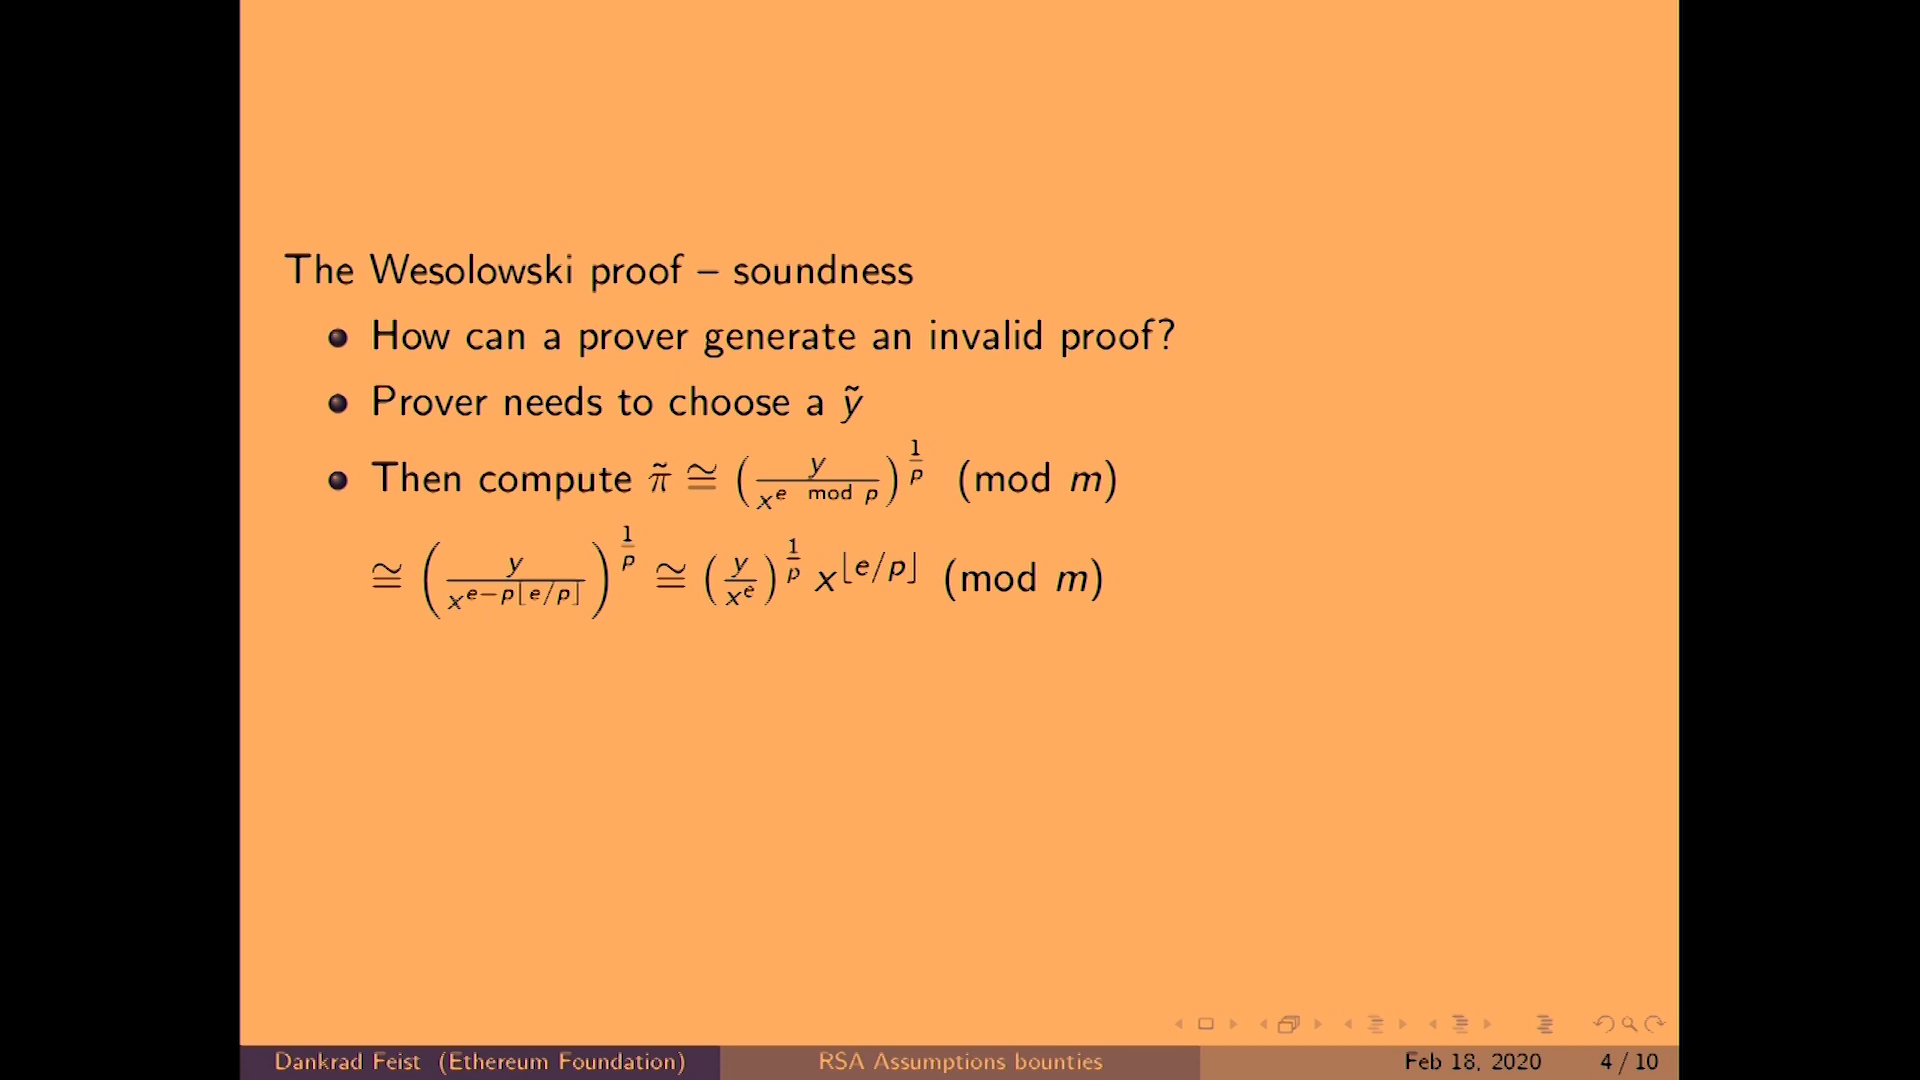 The Wesolowski proof – soundness
How can a prover generate an invalid proof?
Prover needs to choose a ỹ
Then compute π̃ ≅ (y / x^{e mod p})^{1/p} (mod m)
≅ (y / x^{e−p⌊e/p⌋})^{1/p} ≅ (y / x^e)^{1/p} x^{⌊e/p⌋} (mod m)
Dankrad Feist (Ethereum Foundation) RSA Assumptions bounties Feb 18, 2020 4 / 10